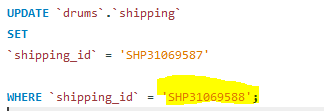 UPDATE `drums`.`shipping`
SET
`shipping_id` = 'SHP31069587'
WHERE `shipping_id` = 'SHP31069588';